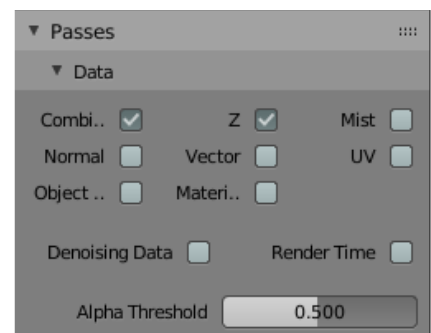 Passes
Data
Combi.. Z Mist
Normal Vector UV
Object .. Materi..
Denoising Data Render Time
Alpha Threshold 0.500